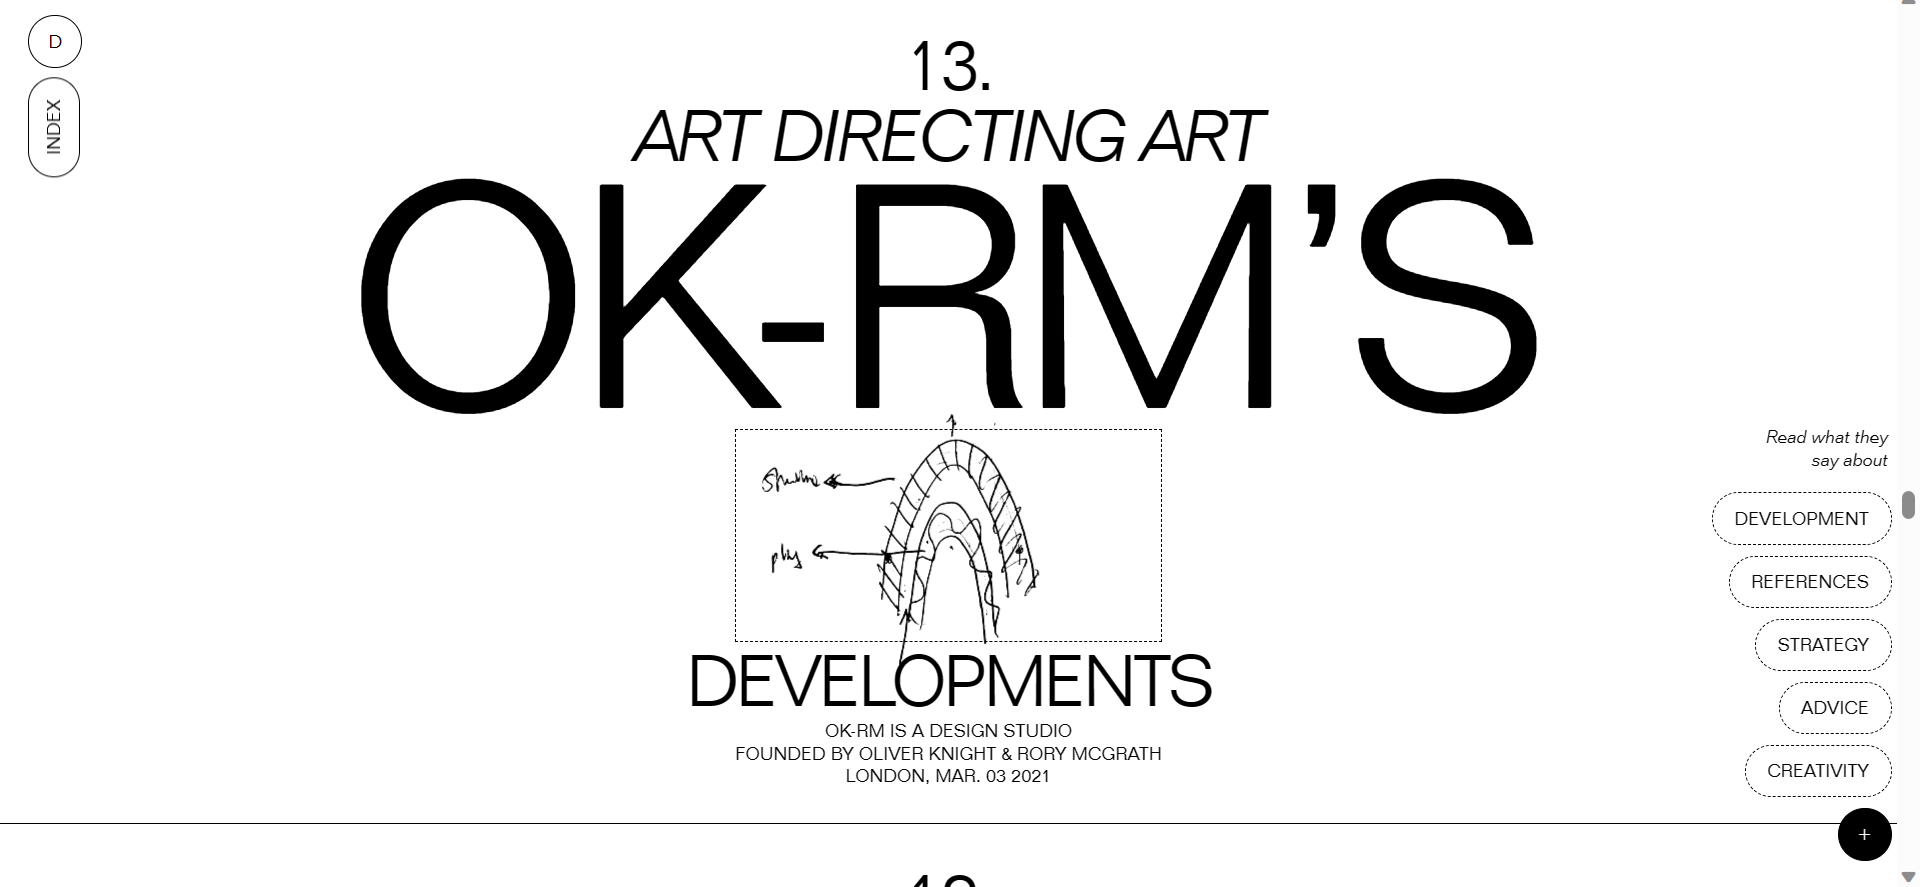 D
INDEX
13.
ART DIRECTING ART
OK-RM’S
play
DEVELOPMENTS
OK-RM IS A DESIGN STUDIO
FOUNDED BY OLIVER KNIGHT & RORY MCGRATH
LONDON, MAR. 03 2021
Read what they
say about
DEVELOPMENT
REFERENCES
STRATEGY
ADVICE
CREATIVITY
+